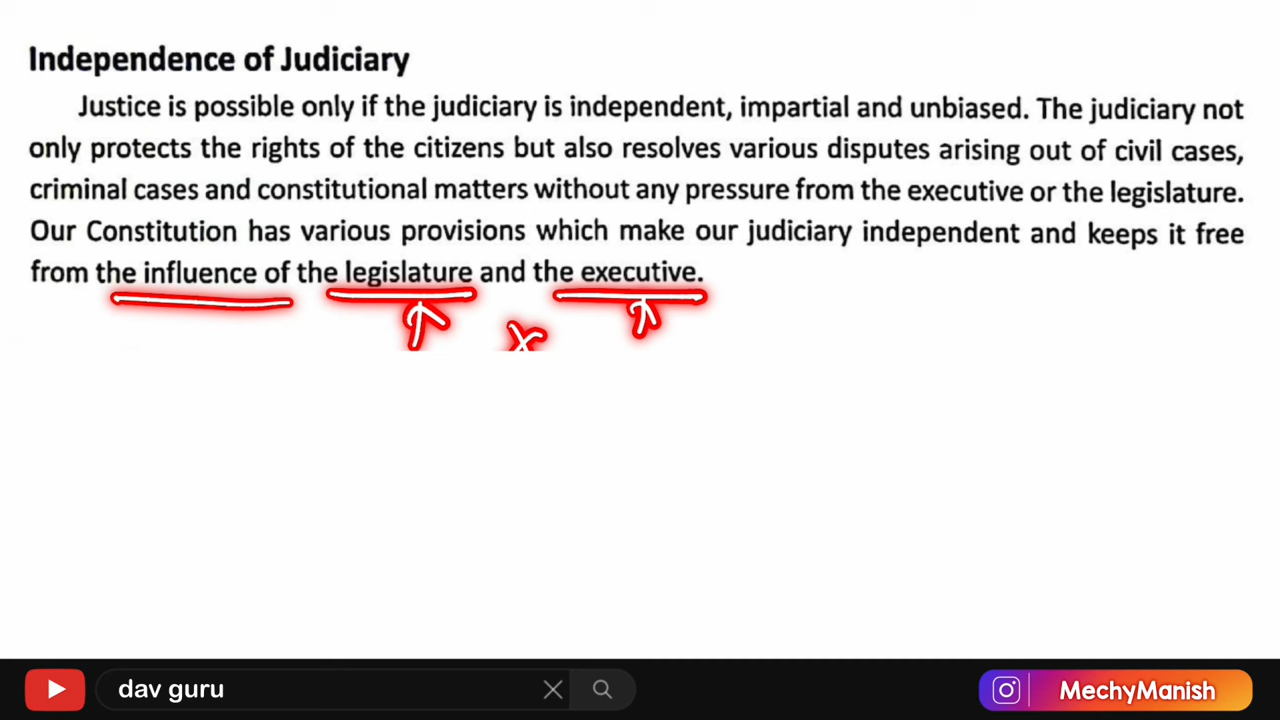 Independence of Judiciary
Justice is possible only if the judiciary is independent, impartial and unbiased. The judiciary not
only protects the rights of the citizens but also resolves various disputes arising out of civil cases,
criminal cases and constitutional matters without any pressure from the executive or the legislature.
Our Constitution has various provisions which make our judiciary independent and keeps it free
from the influence of the legislature and the executive.
dav guru
MechyManish